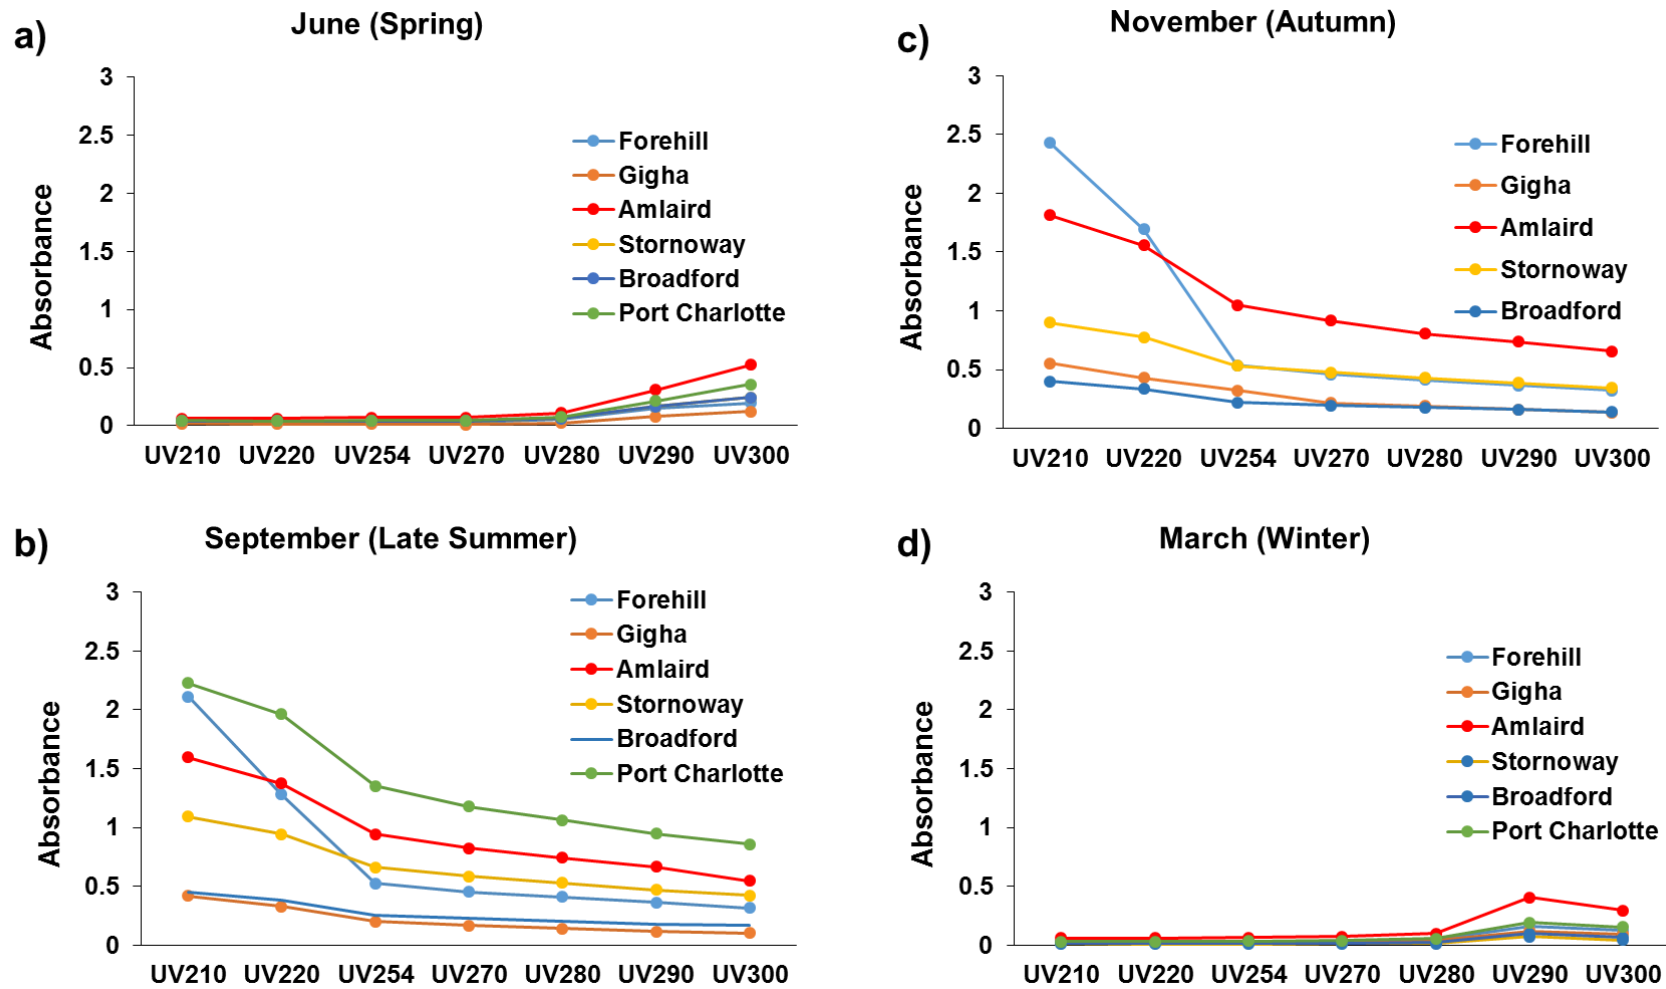 a)
June (Spring)
3
2.5
2
1.5
1
0.5
0
Absorbance
Forehill
Gigha
Amlaird
Stornoway
Broadford
Port Charlotte
UV210 UV220 UV254 UV270 UV280 UV290 UV300
c)
November (Autumn)
3
2.5
2
1.5
1
0.5
0
Absorbance
Forehill
Gigha
Amlaird
Stornoway
Broadford
UV210 UV220 UV254 UV270 UV280 UV290 UV300
b)
September (Late Summer)
3
2.5
2
1.5
1
0.5
0
Absorbance
Forehill
Gigha
Amlaird
Stornoway
Broadford
Port Charlotte
UV210 UV220 UV254 UV270 UV280 UV290 UV300
d)
March (Winter)
3
2.5
2
1.5
1
0.5
0
Absorbance
Forehill
Gigha
Amlaird
Stornoway
Broadford
Port Charlotte
UV210 UV220 UV254 UV270 UV280 UV290 UV300